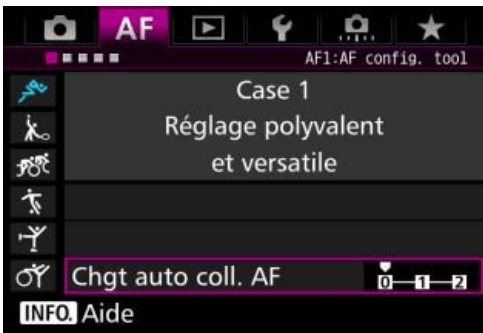 AF
AF1:AF config. tool
Case 1
Réglage polyvalent
et versatile
Chgt auto coll. AF 0 1 2
INFO. Aide